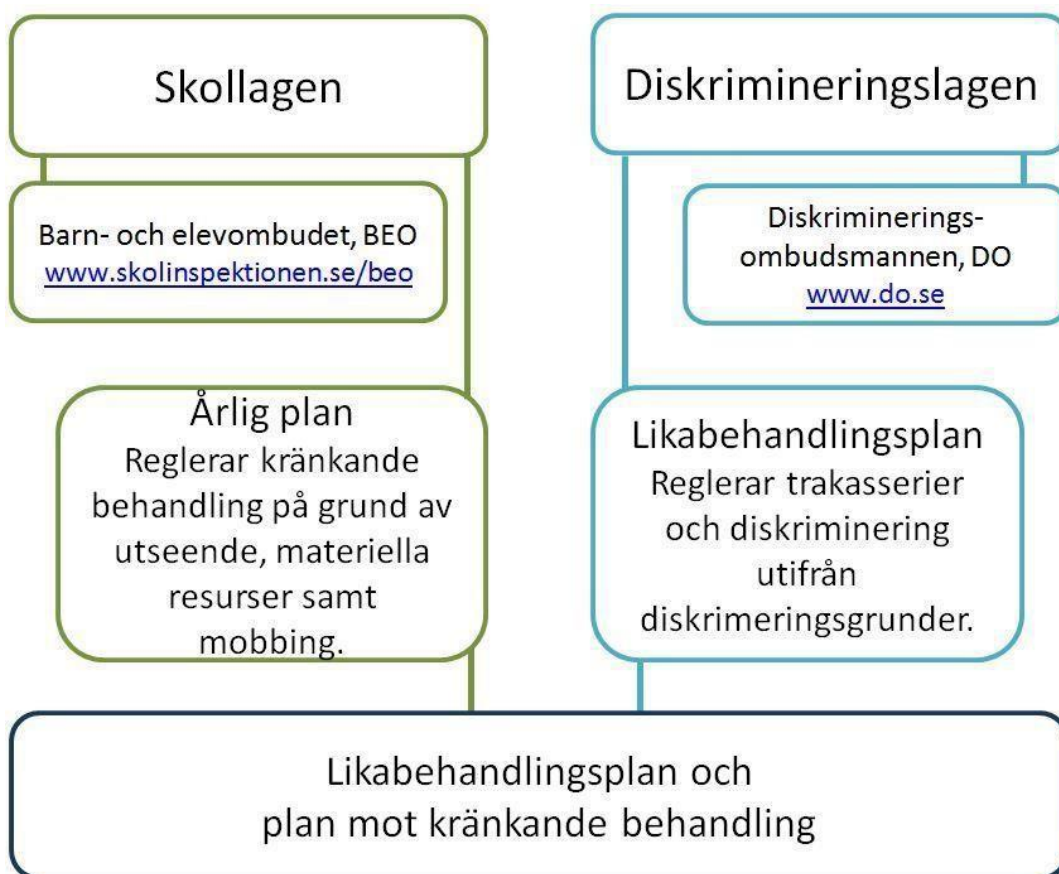 Skollagen
Barn- och elevombudet, BEO
www.skolinspektionen.se/beo
Årlig plan
Reglerar kränkande
behandling på grund av
utseende, materiella
resurser samt
mobbing.
Diskrimineringslagen
Diskriminerings-
ombudsmannen, DO
www.do.se
Likabehandlingsplan
Reglerar trakasserier
och diskriminering
utifrån
diskrimeringsgrunder.
Likabehandlingsplan och
plan mot kränkande behandling